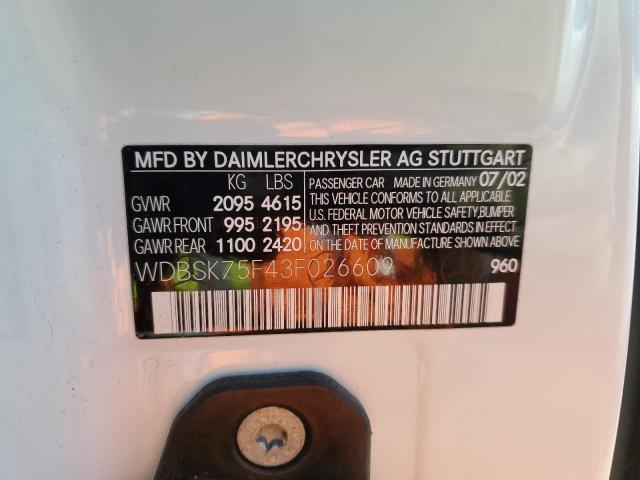 MFD BY DAIMLERCHRYSLER AG STUTTGART
KG LBS
GVWR 2095 4615
GAWR FRONT 995 2195
GAWR REAR 1100 2420
PASSENGER CAR MADE IN GERMANY 07/02
THIS VEHICLE CONFORMS TO ALL APPLICABLE
U.S. FEDERAL MOTOR VEHICLE SAFETY, BUMPER
AND THEFT PREVENTION STANDARDS IN EFFECT
ON THE DATE OF MANUFACTURE SHOWN ABOVE
WDBSK75F43F026609
960